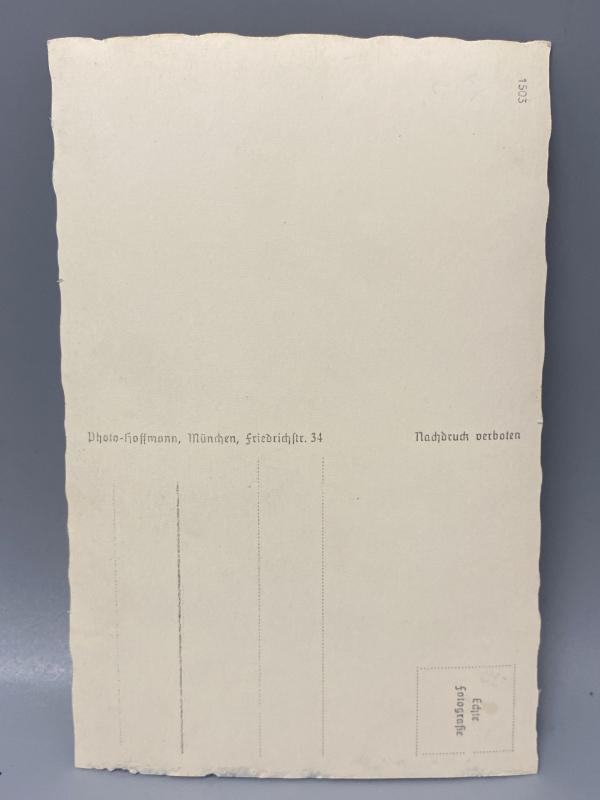 1503
Photo-Hoffmann, München, Friedrichstr. 34
Nachdruck verboten
Echte
Fotografie